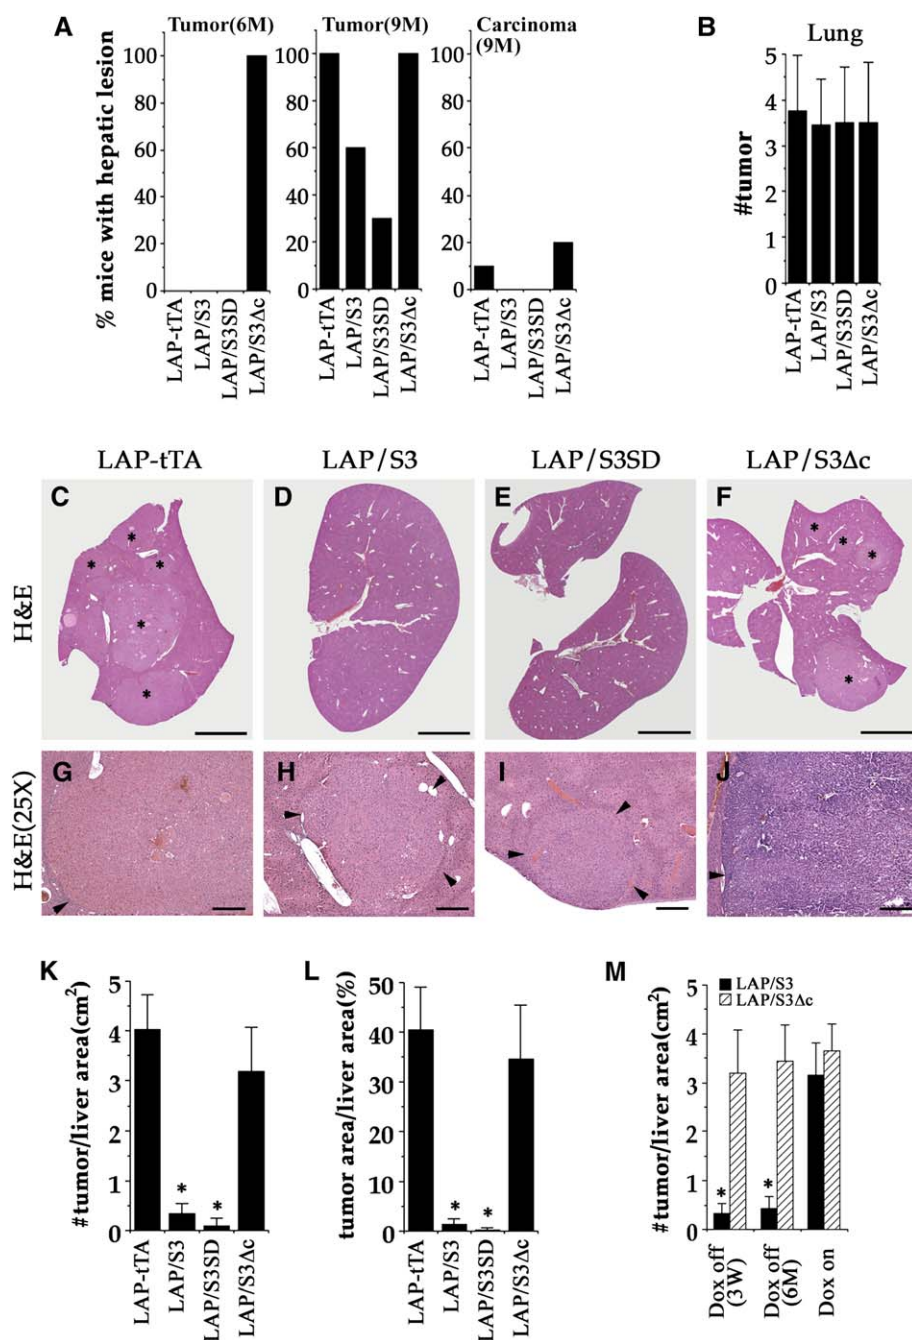 A
Tumor(6M)
Tumor(9M)
Carcinoma
(9M)
% mice with hepatic lesion
100
80
60
40
20
0
100
80
60
40
20
0
100
80
60
40
20
0
LAP-tTA
LAP/S3
LAP/S3SD
LAP/S3Δc
LAP-tTA
LAP/S3
LAP/S3SD
LAP/S3Δc
LAP-tTA
LAP/S3
LAP/S3SD
LAP/S3Δc
B
Lung
#tumor
5
4
3
2
1
0
LAP-tTA
LAP/S3
LAP/S3SD
LAP/S3Δc
LAP-tTA
LAP/S3
LAP/S3SD
LAP/S3Δc
H&E
C
* * * * *
D
E
F
* * * *
H&E(25X)
G
H
I
J
K
#tumor/liver area(cm²)
5
4
3
2
1
0
* *
LAP-tTA
LAP/S3
LAP/S3SD
LAP/S3Δc
L
tumor area/liver area(%)
50
40
30
20
10
0
* *
LAP-tTA
LAP/S3
LAP/S3SD
LAP/S3Δc
M
LAP/S3
LAP/S3Δc
#tumor/liver area(cm²)
5
4
3
2
1
0
* *
Dox off
(3W)
Dox off
(6M)
Dox on